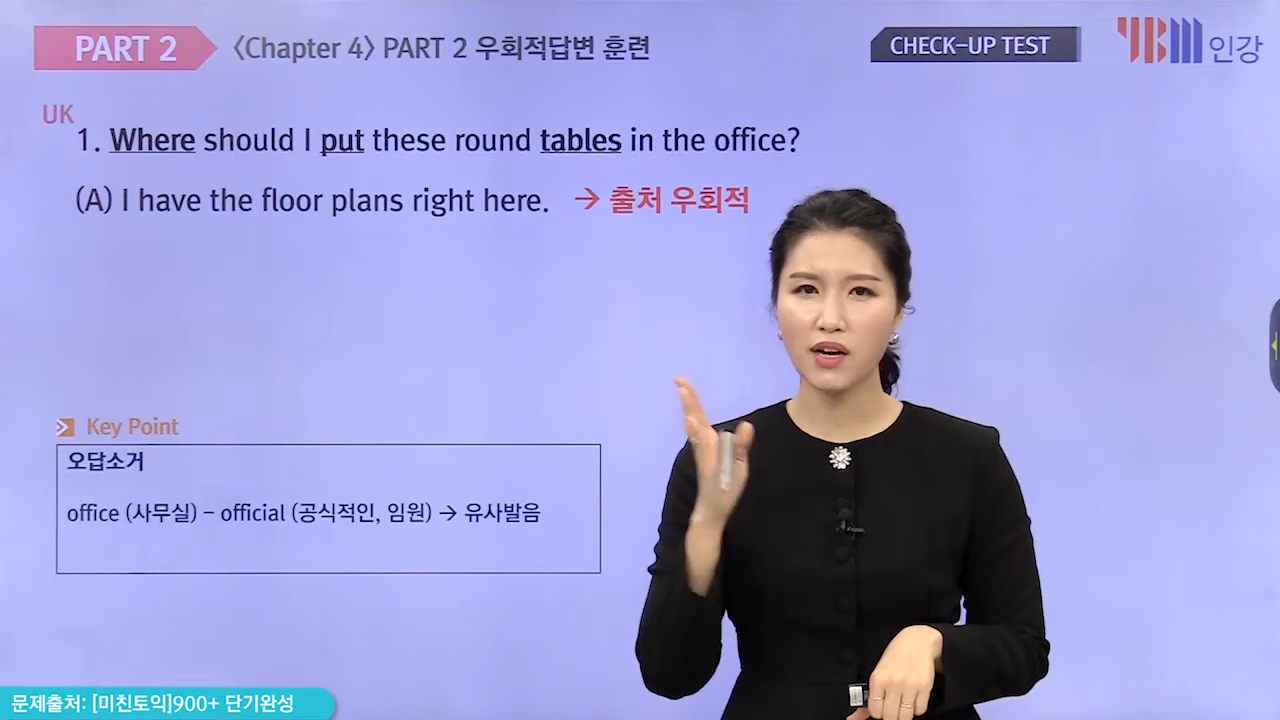 PART 2
〈Chapter 4〉 PART 2 우회적답변 훈련
CHECK-UP TEST
YBM 인강
UK
1. Where should I put these round tables in the office?
(A) I have the floor plans right here. → 출처 우회적
Key Point
오답소거
office (사무실) - official (공식적인, 임원) → 유사발음
문제출처: [미친토익]900+ 단기완성